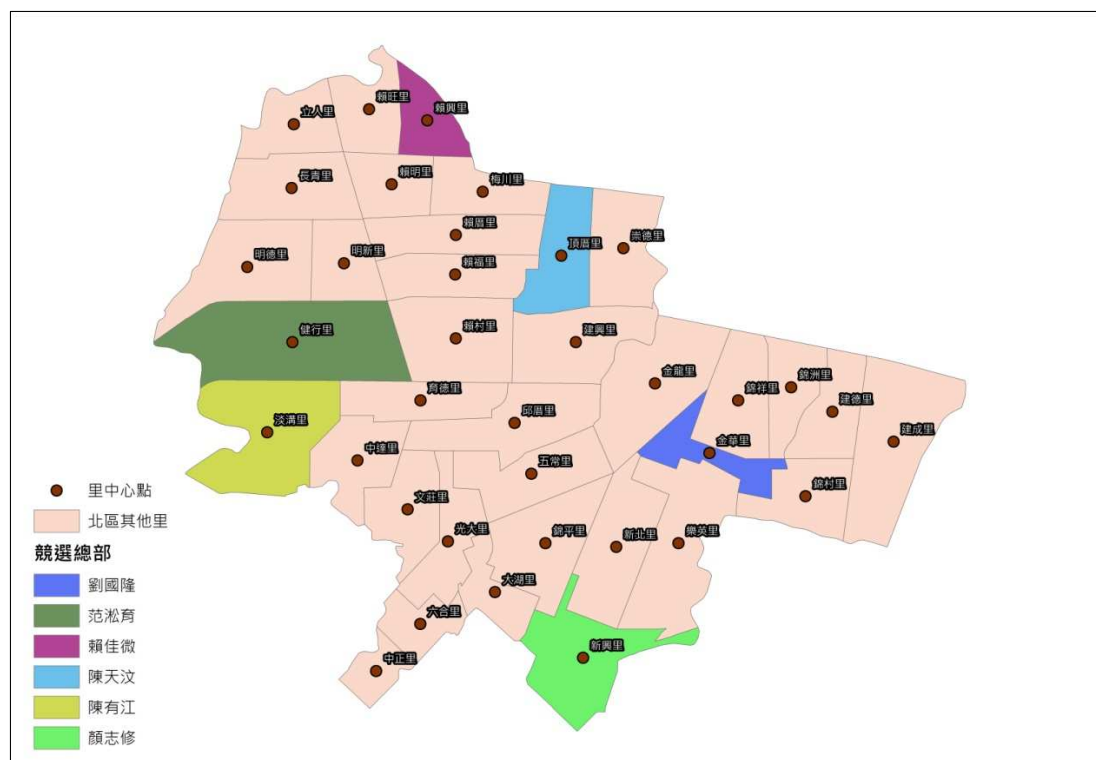 賴旺里
立人里
賴興里
長青里
賴明里
梅川里
賴厝里
明德里
明新里
賴福里
頂厝里
崇德里
健行里
賴村里
建興里
金龍里
錦祥里
錦洲里
建德里
育德里
邱厝里
建成里
淡溝里
中達里
五常里
金華里
錦村里
文莊里
光大里
錦平里
新北里
樂英里
大湖里
六合里
中正里
新興里
里中心點
北區其他里
競選總部
劉國隆
范淞育
賴佳微
陳天汶
陳有江
顏志修